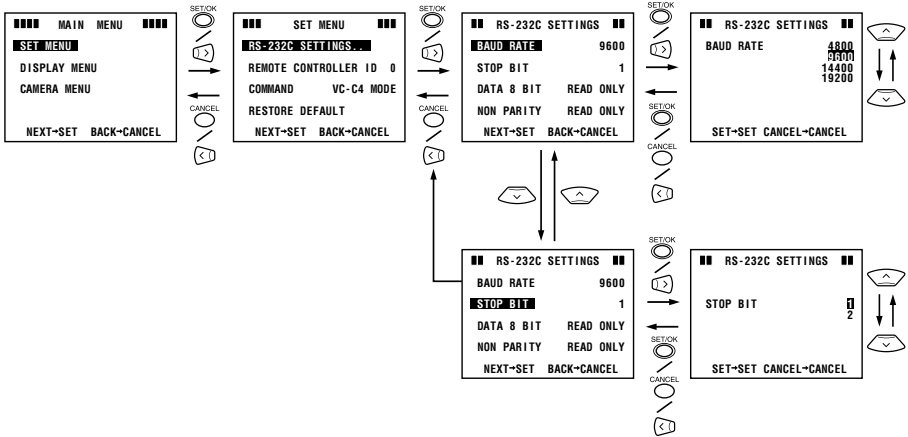 MAIN MENU
SET MENU
DISPLAY MENU
CAMERA MENU
NEXT→SET BACK→CANCEL
SET/OK
CANCEL
SET MENU
RS-232C SETTINGS..
REMOTE CONTROLLER ID 0
COMMAND VC-C4 MODE
RESTORE DEFAULT
NEXT→SET BACK→CANCEL
SET/OK
CANCEL
RS-232C SETTINGS
BAUD RATE 9600
STOP BIT 1
DATA 8 BIT READ ONLY
NON PARITY READ ONLY
NEXT→SET BACK→CANCEL
SET/OK
SET/OK
CANCEL
RS-232C SETTINGS
BAUD RATE 4800
9600
14400
19200
SET→SET CANCEL→CANCEL
RS-232C SETTINGS
BAUD RATE 9600
STOP BIT 1
DATA 8 BIT READ ONLY
NON PARITY READ ONLY
NEXT→SET BACK→CANCEL
SET/OK
SET/OK
CANCEL
RS-232C SETTINGS
STOP BIT 1
2
SET→SET CANCEL→CANCEL